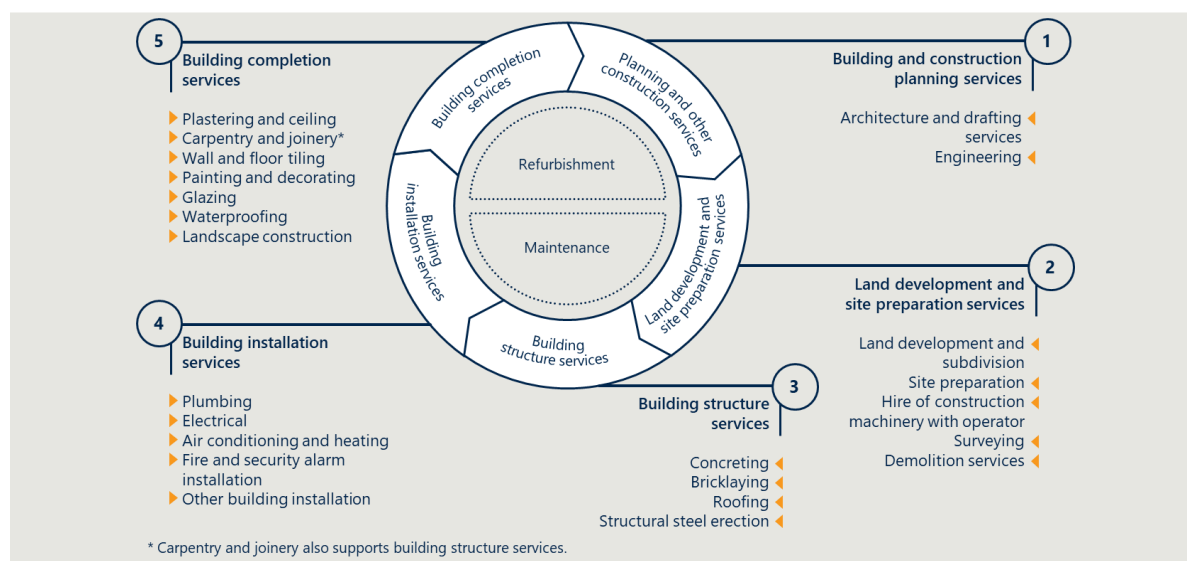 5
Building completion
services
Plastering and ceiling
Carpentry and joinery*
Wall and floor tiling
Painting and decorating
Glazing
Waterproofing
Landscape construction
Building completion
services
Planning and other
construction services
Refurbishment
Maintenance
Building
installation services
Land development and
site preparation services
Building
structure services
1
Building and construction
planning services
Architecture and drafting
services
Engineering
2
Land development and
site preparation services
Land development and
subdivision
Site preparation
Hire of construction
machinery with operator
Surveying
Demolition services
3
Building structure
services
Concreting
Bricklaying
Roofing
Structural steel erection
4
Building installation
services
Plumbing
Electrical
Air conditioning and heating
Fire and security alarm
installation
Other building installation
* Carpentry and joinery also supports building structure services.